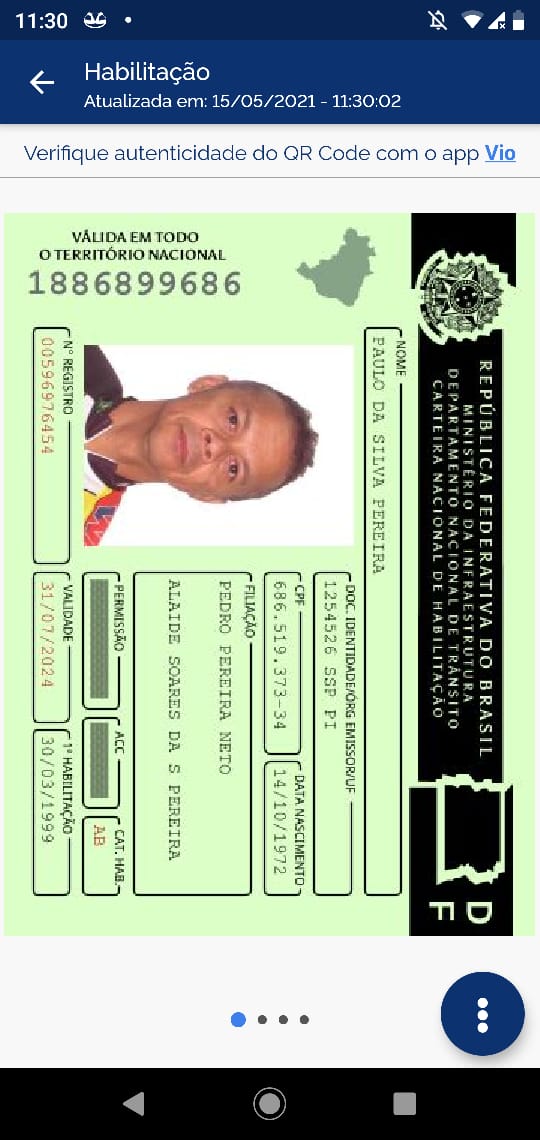 11:30
Habilitação
Atualizada em: 15/05/2021 - 11:30:02
Verifique autenticidade do QR Code com o app Vio
VÁLIDA EM TODO
O TERRITÓRIO NACIONAL
1886899686
REPÚBLICA FEDERATIVA DO BRASIL
MINISTÉRIO DA INFRAESTRUTURA
DEPARTAMENTO NACIONAL DE TRÂNSITO
CARTEIRA NACIONAL DE HABILITAÇÃO
DF
NOME
PAULO DA SILVA PEREIRA
DOC. IDENTIDADE/ÓRG EMISSOR/UF
1254526 SSP PI
CPF
686.519.373-34
DATA NASCIMENTO
14/10/1972
FILIAÇÃO
PEDRO PEREIRA NETO
ALAIDE SOARES DA S PEREIRA
PERMISSÃO
ACC
CAT. HAB.
AB
Nº REGISTRO
00596976454
VALIDADE
31/07/2024
1ª HABILITAÇÃO
30/03/1999